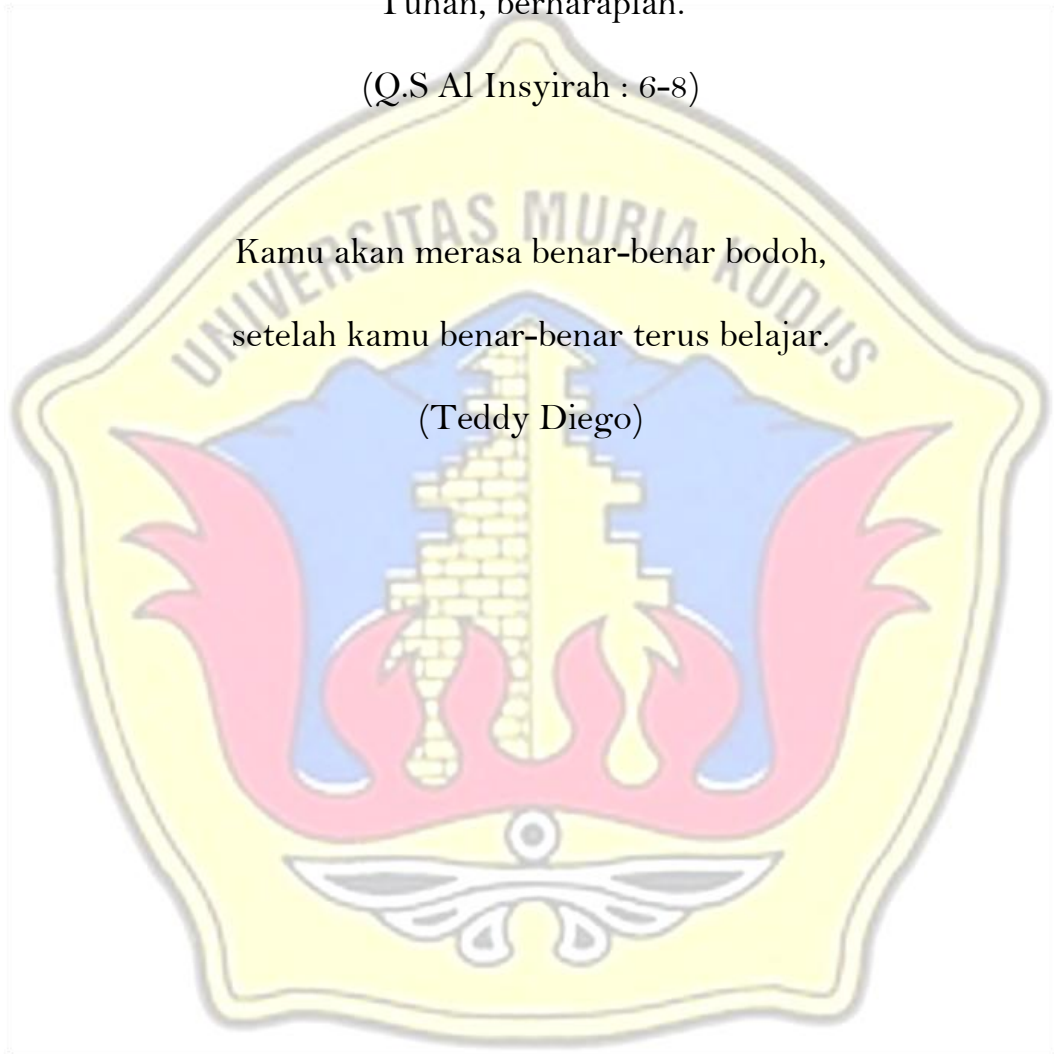 Tuhan, berharaplah.
(Q.S Al Insyirah : 6-8)
UNIVERSITAS MURIA KUDUS
Kamu akan merasa benar-benar bodoh,
setelah kamu benar-benar terus belajar.
(Teddy Diego)